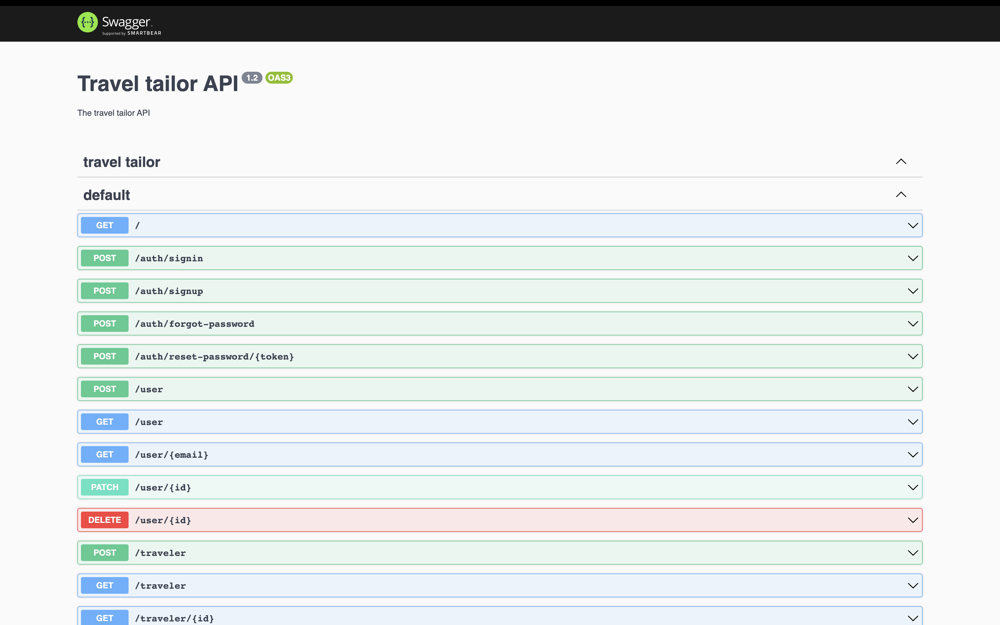 Swagger™
Supported by SMARTBEAR
Travel tailor API 1.2 OAS3
The travel tailor API
travel tailor
default
GET /
POST /auth/signin
POST /auth/signup
POST /auth/forgot-password
POST /auth/reset-password/{token}
POST /user
GET /user
GET /user/{email}
PATCH /user/{id}
DELETE /user/{id}
POST /traveler
GET /traveler
GET /traveler/{id}